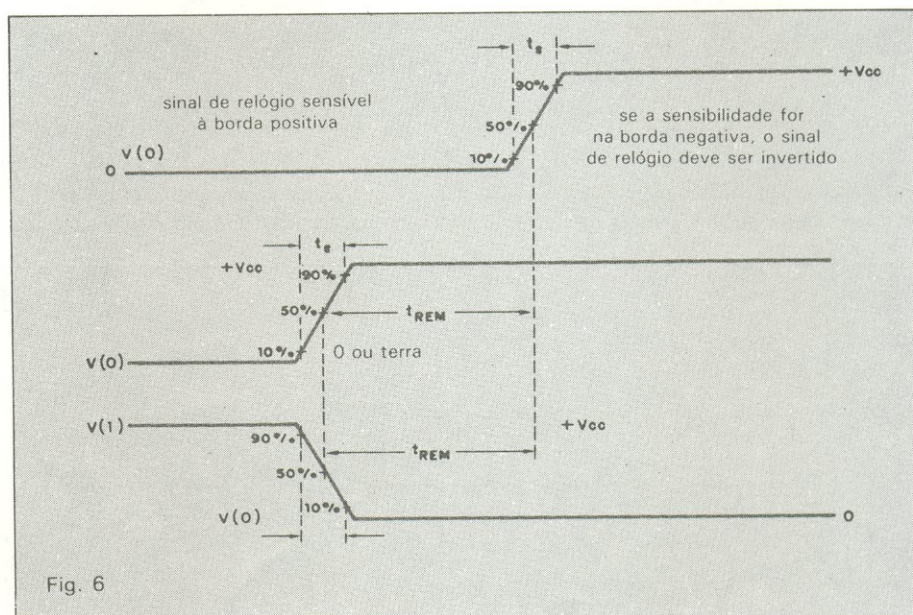 t_s
+Vcc
90%
sinal de relógio sensível
à borda positiva
se a sensibilidade for
na borda negativa, o sinal
de relógio deve ser invertido
50%
V(0)
0
10%
t_s
+Vcc
90%
50%
t_REM
10%
0 ou terra
V(0)
V(1)
+Vcc
90%
t_REM
50%
V(0)
10%
0
Fig. 6